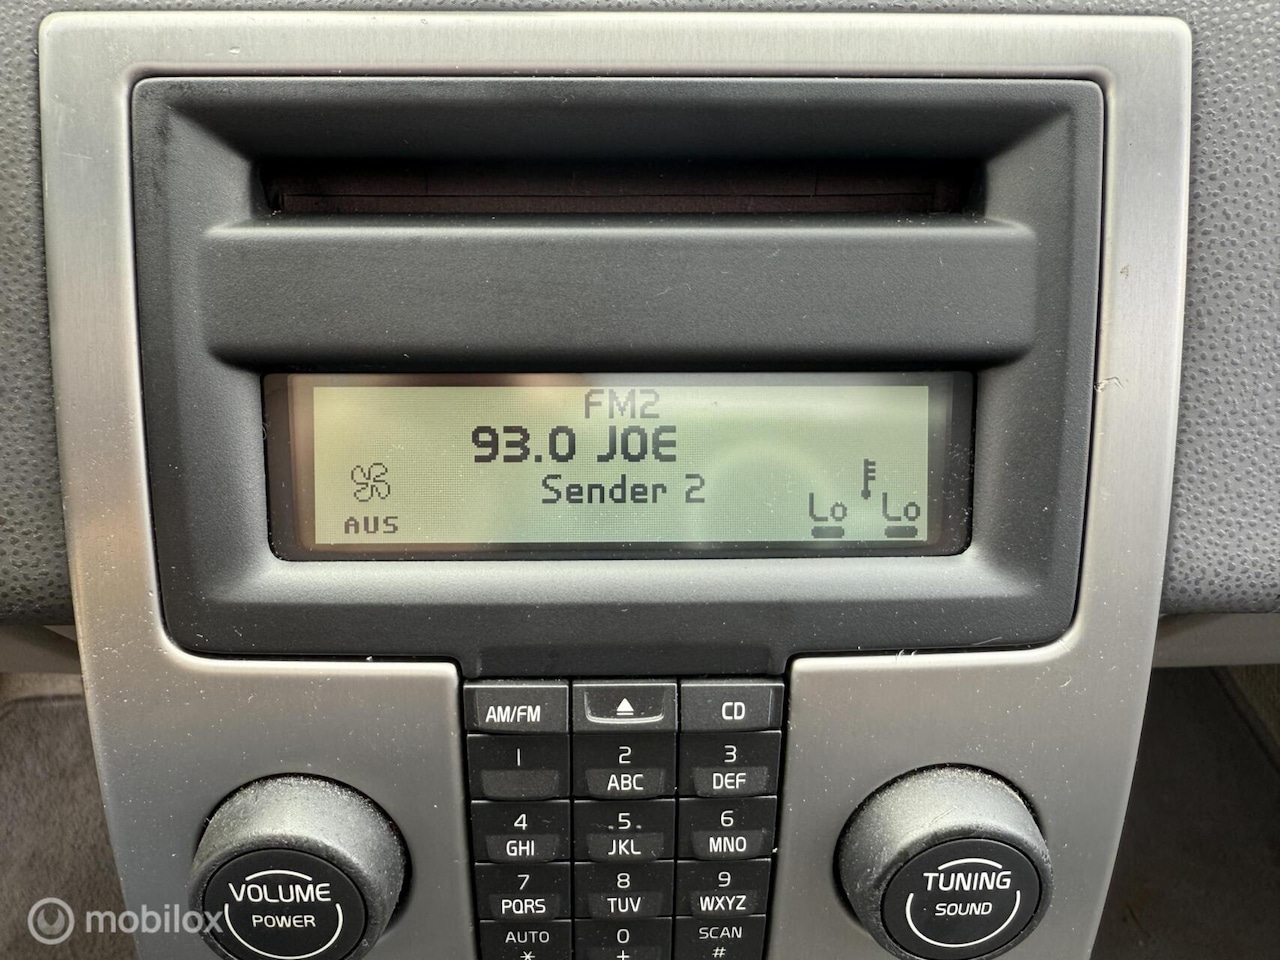 FM2
93.0 JOE
Sender 2
AUS
Lo Lo
AM/FM CD
1 2 3
ABC DEF
4 5 6
GHI JKL MNO
7 8 9
PQRS TUV WXYZ
AUTO 0 SCAN
* + #
VOLUME
POWER
TUNING
SOUND
mobilox